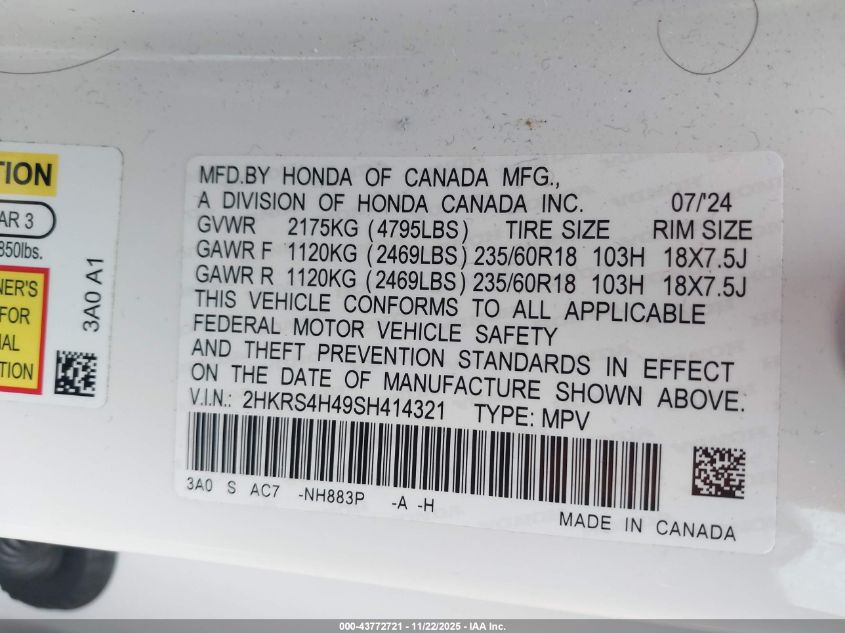 TION
AR 3
850lbs.
NER'S
FOR
AL
TION
3A0 A1
MFD.BY HONDA OF CANADA MFG.,
A DIVISION OF HONDA CANADA INC. 07/'24
GVWR 2175KG (4795LBS) TIRE SIZE RIM SIZE
GAWR F 1120KG (2469LBS) 235/60R18 103H 18X7.5J
GAWR R 1120KG (2469LBS) 235/60R18 103H 18X7.5J
THIS VEHICLE CONFORMS TO ALL APPLICABLE
FEDERAL MOTOR VEHICLE SAFETY
AND THEFT PREVENTION STANDARDS IN EFFECT
ON THE DATE OF MANUFACTURE SHOWN ABOVE.
V.I.N.: 2HKRS4H49SH414321 TYPE: MPV
3A0 S AC7 -NH883P -A -H
MADE IN CANADA
000-43772721 - 11/22/2025 - IAA Inc.